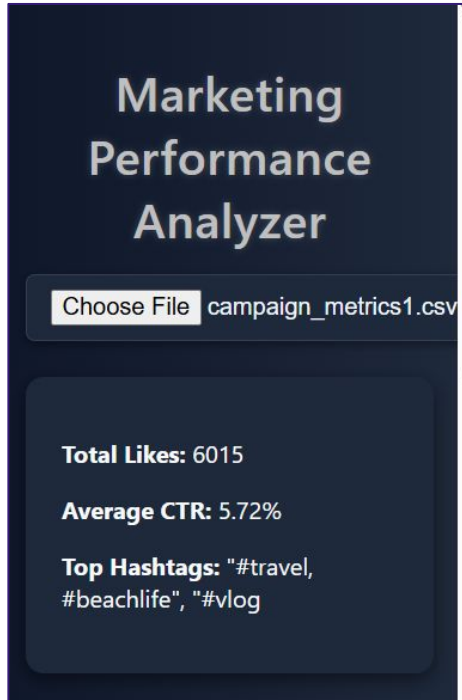 Marketing
Performance
Analyzer
Choose File campaign_metrics1.csv
Total Likes: 6015
Average CTR: 5.72%
Top Hashtags: "#travel,
#beachlife", "#vlog